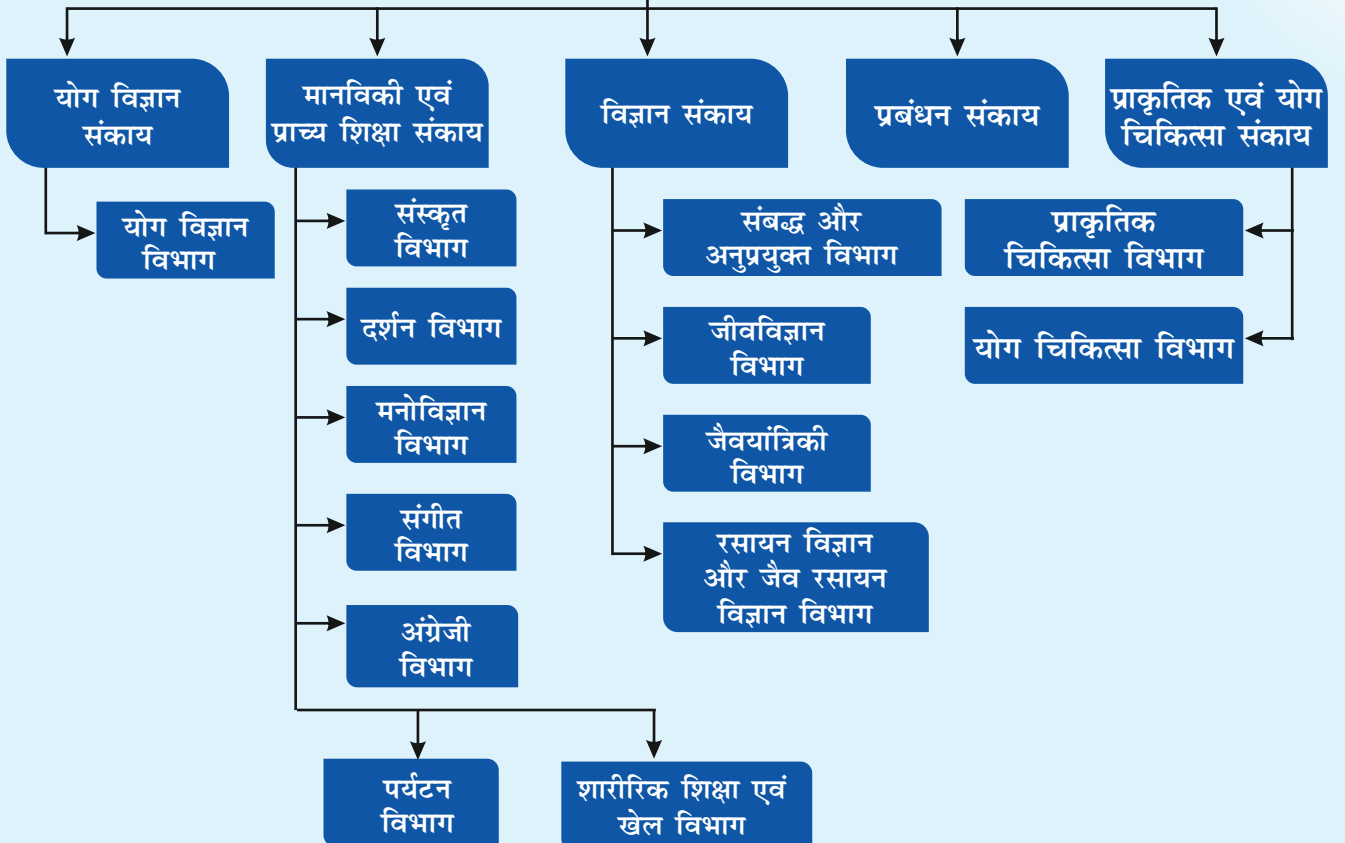 योग विज्ञान
संकाय
मानविकी एवं
प्राच्य शिक्षा संकाय
विज्ञान संकाय
प्रबंधन संकाय
प्राकृतिक एवं योग
चिकित्सा संकाय
योग विज्ञान
विभाग
संस्कृत
विभाग
दर्शन विभाग
मनोविज्ञान
विभाग
संगीत
विभाग
अंग्रेजी
विभाग
पर्यटन
विभाग
शारीरिक शिक्षा एवं
खेल विभाग
संबद्ध और
अनुप्रयुक्त विभाग
जीवविज्ञान
विभाग
जैवयांत्रिकी
विभाग
रसायन विज्ञान
और जैव रसायन
विज्ञान विभाग
प्राकृतिक
चिकित्सा विभाग
योग चिकित्सा विभाग